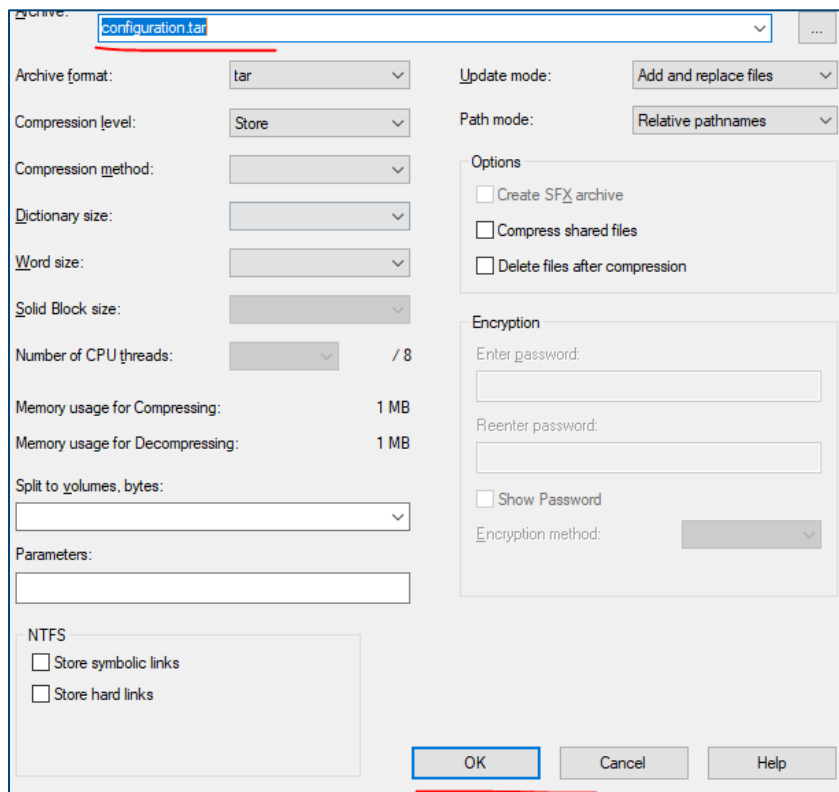 Archive:
configuration.tar
...
Archive format:
tar
Update mode:
Add and replace files
Compression level:
Store
Path mode:
Relative pathnames
Compression method:
Options
Create SFX archive
Dictionary size:
Compress shared files
Word size:
Delete files after compression
Solid Block size:
Encryption
Number of CPU threads:
/ 8
Enter password:
Memory usage for Compressing:
1 MB
Reenter password:
Memory usage for Decompressing:
1 MB
Split to volumes, bytes:
Show Password
Encryption method:
Parameters:
NTFS
Store symbolic links
Store hard links
OK
Cancel
Help